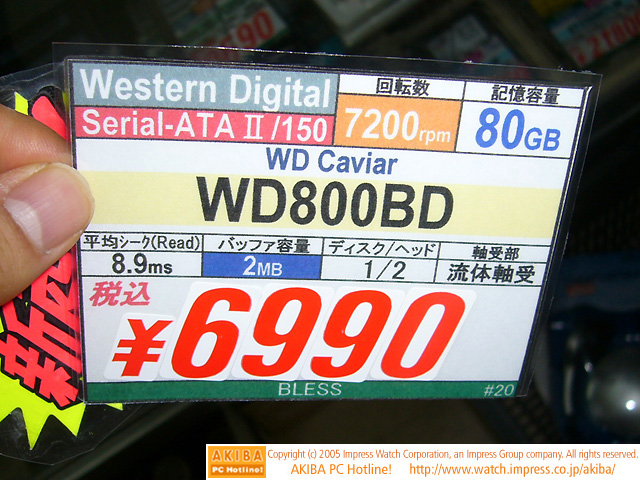 Western Digital
回転数
記憶容量
Serial-ATA II/150
7200rpm
80GB
WD Caviar
WD800BD
平均シーク(Read)
バッファ容量
ディスク/ヘッド
軸受部
8.9ms
2MB
1/2
流体軸受
税込
¥6990
BLESS
#20
新
AKIBA
PC Hotline!
Copyright (c) 2005 Impress Watch Corporation, an Impress Group company. All rights reserved.
AKIBA PC Hotline! http://www.watch.impress.co.jp/akiba/